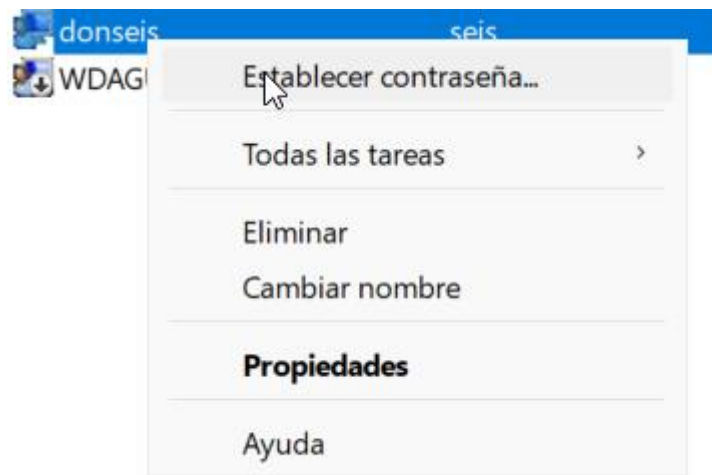 donseis seis
WDAG
Establecer contraseña...
Todas las tareas
Eliminar
Cambiar nombre
Propiedades
Ayuda